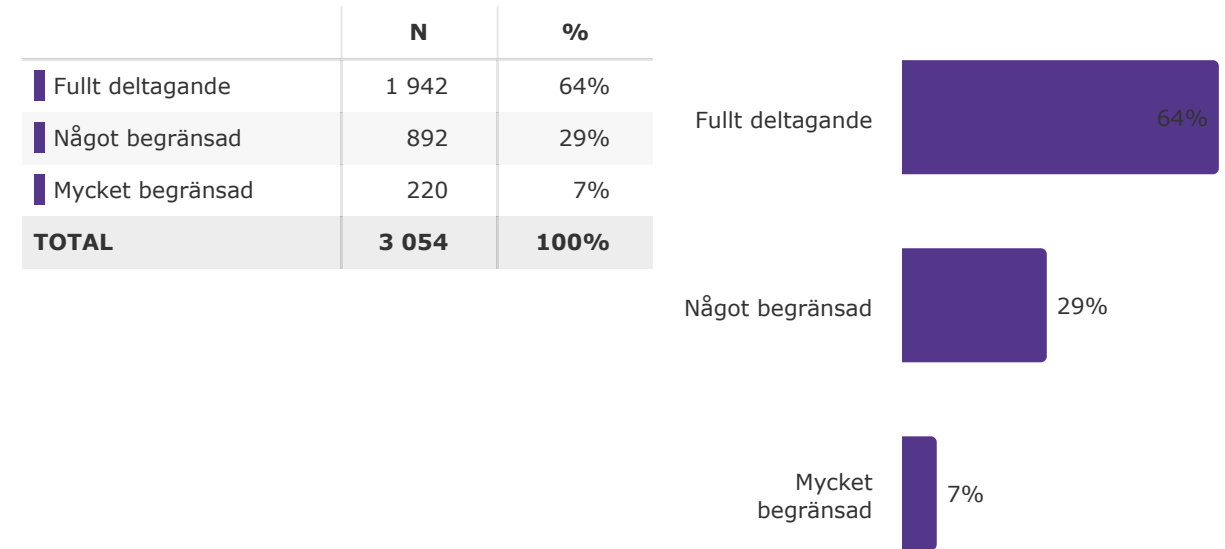 N %
Fullt deltagande 1 942 64%
Något begränsad 892 29%
Mycket begränsad 220 7%
TOTAL 3 054 100%
Fullt deltagande 64%
Något begränsad 29%
Mycket
begränsad
7%